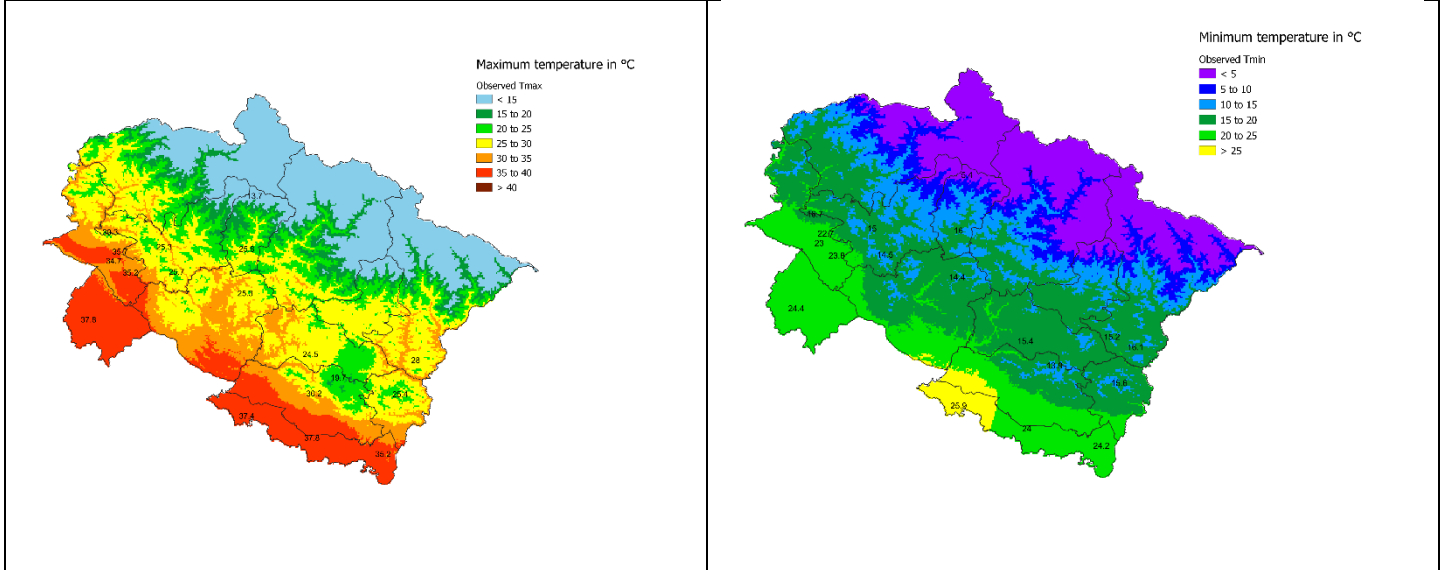 Maximum temperature in °C
Observed Tmax
< 15
15 to 20
20 to 25
25 to 30
30 to 35
35 to 40
> 40
13.7
25.3
25.8
35.2
37.8
24.5
28
30.2
37.4
37.8
35.2
Minimum temperature in °C
Observed Tmin
< 5
5 to 10
10 to 15
15 to 20
20 to 25
> 25
15
16
22.7
23
23.8
14.5
14.4
24.4
15.4
15.2
15.6
25.9
24
24.2